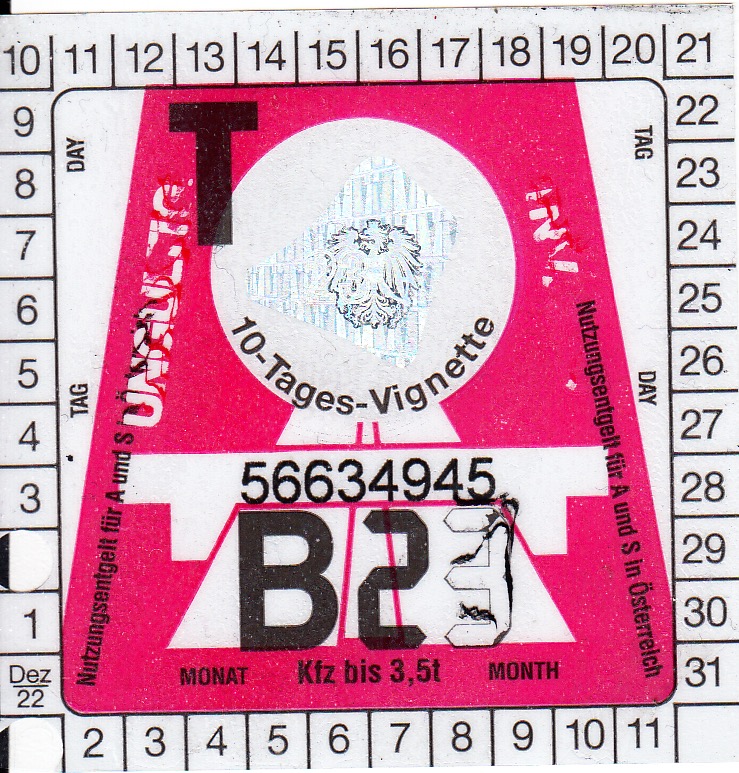 10 11 12 13 14 15 16 17 18 19 20 21
9 22
8 23
7 24
6 25
5 26
4 27
3 28
29
1 30
Dez
22
31
2 3 4 5 6 7 8 9 10 11
DAY
TAG
TAG
DAY
T
10-Tages-Vignette
Nutzungsentgelt für A und S in
Nutzungsentgelt für A und S in Österreich
56634945
B23
MONAT Kfz bis 3,5t MONTH